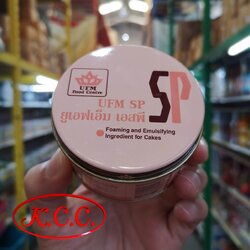 UFM
Food Centre
UFM SP
ยูเอฟเอ็ม เอสพี
SP
Foaming and Emulsifying
Ingredient for Cakes
K.C.C.